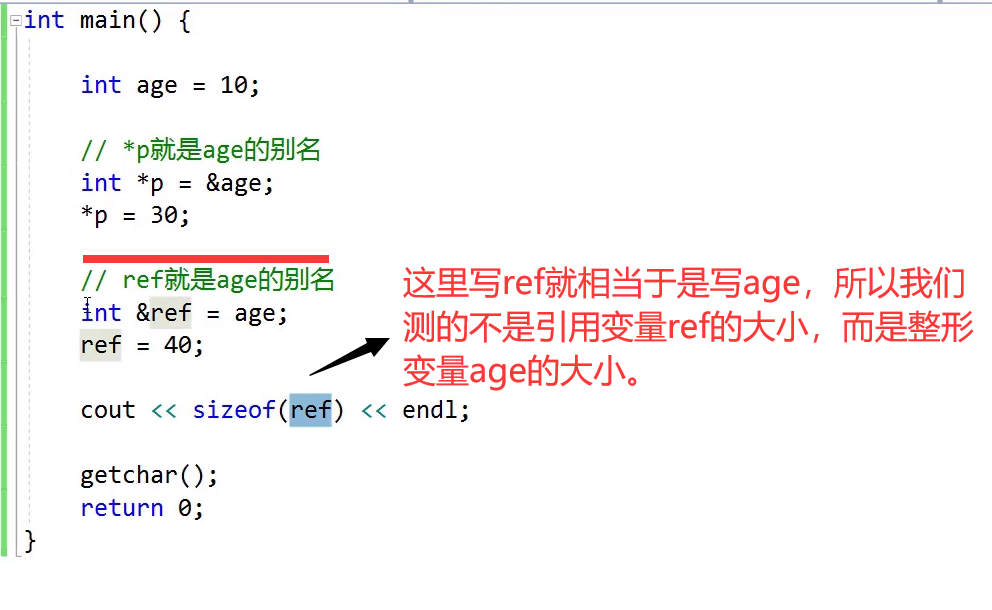 int main() {
int age = 10;
// *p就是age的别名
int *p = &age;
*p = 30;
// ref就是age的别名
int &ref = age;
ref = 40;
cout << sizeof(ref) << endl;
getchar();
return 0;
}
这里写ref就相当于是写age，所以我们
测的不是引用变量ref的大小，而是整形
变量age的大小。